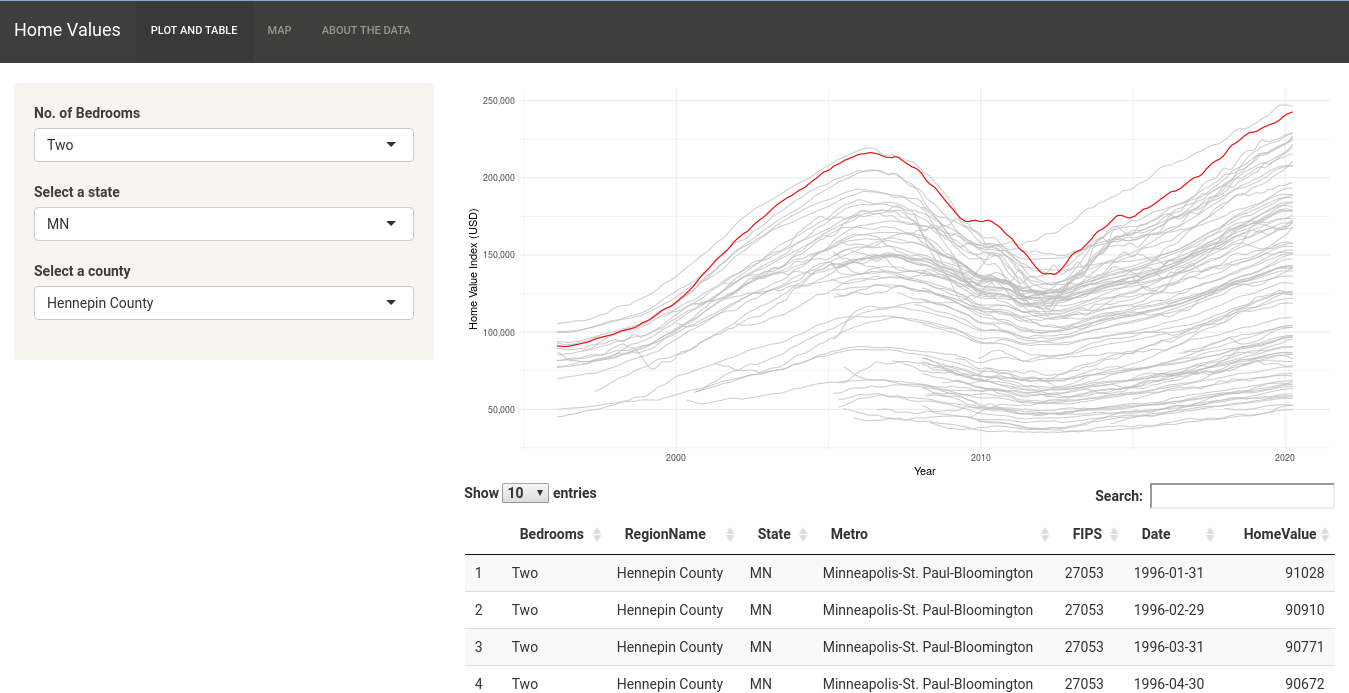 Home Values PLOT AND TABLE MAP ABOUT THE DATA
No. of Bedrooms
Two
Select a state
MN
Select a county
Hennepin County
250,000
200,000
150,000
100,000
50,000
Home Value Index (USD)
2000 2010 2020
Year
Show 10 entries
Search:
Bedrooms RegionName State Metro FIPS Date HomeValue
1 Two Hennepin County MN Minneapolis-St. Paul-Bloomington 27053 1996-01-31 91028
2 Two Hennepin County MN Minneapolis-St. Paul-Bloomington 27053 1996-02-29 90910
3 Two Hennepin County MN Minneapolis-St. Paul-Bloomington 27053 1996-03-31 90771
4 Two Hennepin County MN Minneapolis-St. Paul-Bloomington 27053 1996-04-30 90672